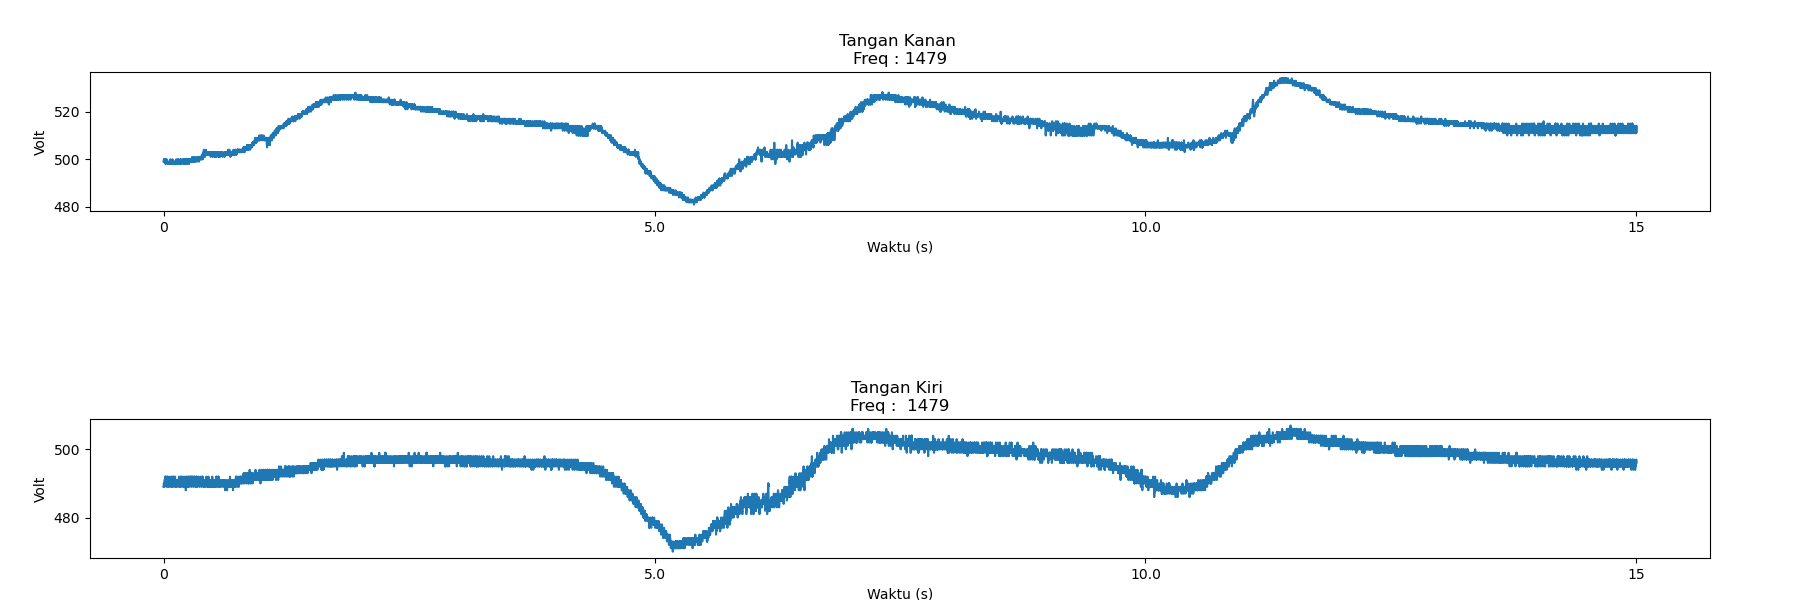 Tangan Kanan
Freq : 1479
Volt
520
500
480
0
5.0
10.0
15
Waktu (s)
Tangan Kiri
Freq :  1479
Volt
500
480
0
5.0
10.0
15
Waktu (s)